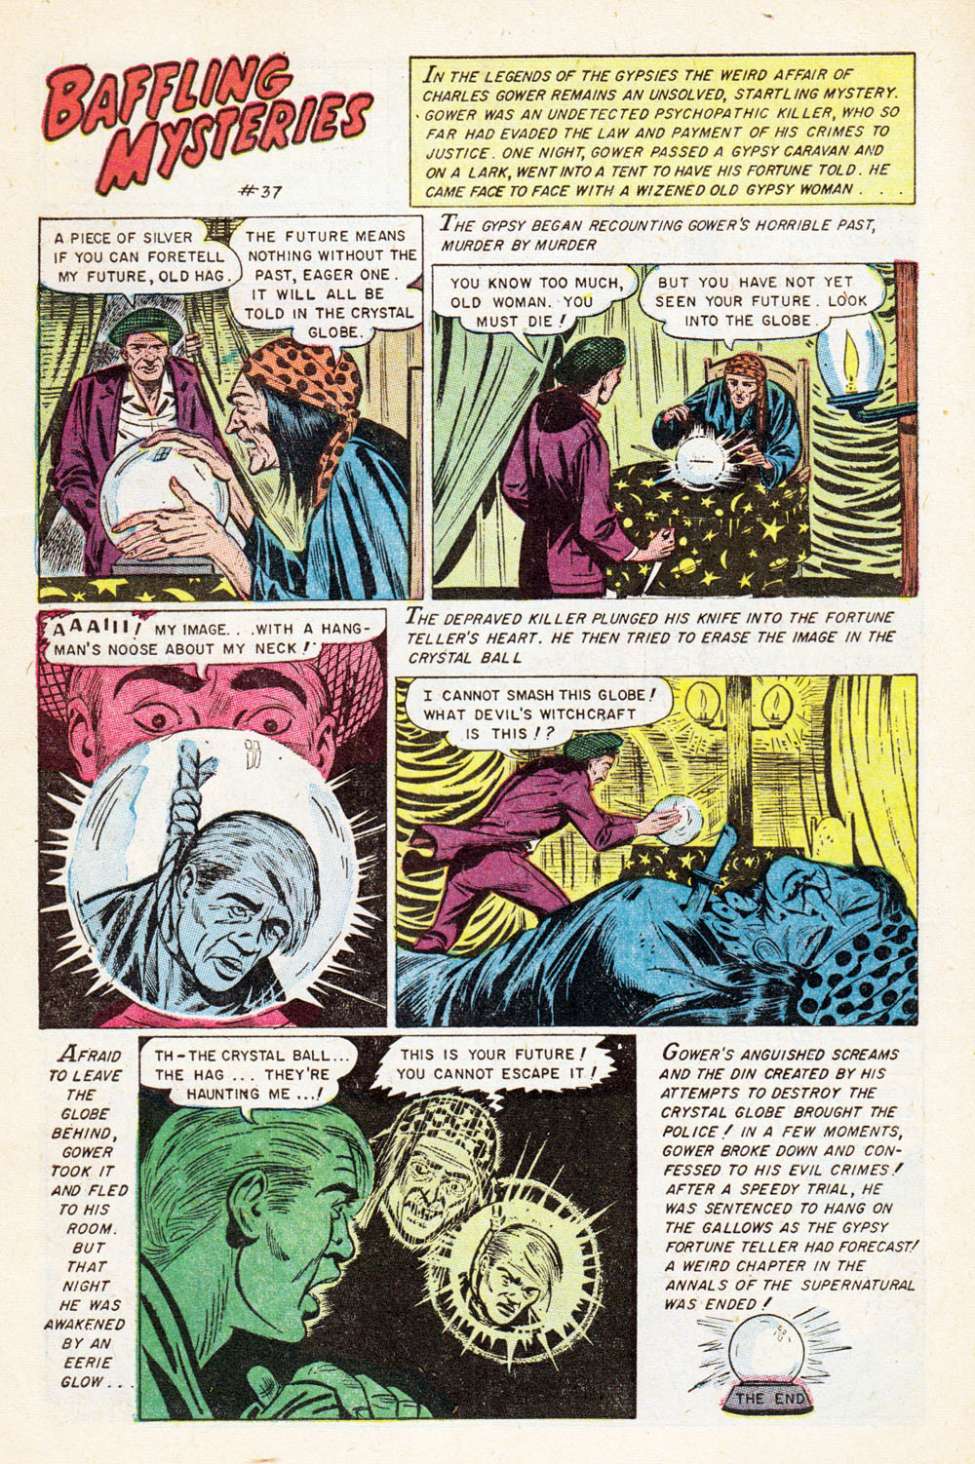 BAFFLING
MYSTERIES
#37
IN THE LEGENDS OF THE GYPSIES THE WEIRD AFFAIR OF
CHARLES GOWER REMAINS AN UNSOLVED, STARTLING MYSTERY.
GOWER WAS AN UNDETECTED PSYCHOPATHIC KILLER, WHO SO
FAR HAD EVADED THE LAW AND PAYMENT OF HIS CRIMES TO
JUSTICE. ONE NIGHT, GOWER PASSED A GYPSY CARAVAN AND
ON A LARK, WENT INTO A TENT TO HAVE HIS FORTUNE TOLD. HE
CAME FACE TO FACE WITH A WIZENED OLD GYPSY WOMAN . . . .
A PIECE OF SILVER
IF YOU CAN FORETELL
MY FUTURE, OLD HAG.
THE FUTURE MEANS
NOTHING WITHOUT THE
PAST, EAGER ONE.
IT WILL ALL BE
TOLD IN THE CRYSTAL
GLOBE.
THE GYPSY BEGAN RECOUNTING GOWER'S HORRIBLE PAST,
MURDER BY MURDER
YOU KNOW TOO MUCH,
OLD WOMAN. YOU
MUST DIE!
BUT YOU HAVE NOT YET
SEEN YOUR FUTURE. LOOK
INTO THE GLOBE.
AAAIII! MY IMAGE. . .WITH A HANG-
MAN'S NOOSE ABOUT MY NECK!
THE DEPRAVED KILLER PLUNGED HIS KNIFE INTO THE FORTUNE
TELLER'S HEART. HE THEN TRIED TO ERASE THE IMAGE IN THE
CRYSTAL BALL
I CANNOT SMASH THIS GLOBE!
WHAT DEVIL'S WITCHCRAFT
IS THIS!?
AFRAID
TO LEAVE
THE
GLOBE
BEHIND,
GOWER
TOOK IT
AND FLED
TO HIS
ROOM.
BUT
THAT
NIGHT
HE WAS
AWAKENED
BY AN
EERIE
GLOW . . .
TH-THE CRYSTAL BALL...
THE HAG ... THEY'RE
HAUNTING ME...!
THIS IS YOUR FUTURE!
YOU CANNOT ESCAPE IT!
GOWER'S ANGUISHED SCREAMS
AND THE DIN CREATED BY HIS
ATTEMPTS TO DESTROY THE
CRYSTAL GLOBE BROUGHT THE
POLICE! IN A FEW MOMENTS,
GOWER BROKE DOWN AND CON-
FESSED TO HIS EVIL CRIMES!
AFTER A SPEEDY TRIAL, HE
WAS SENTENCED TO HANG ON
THE GALLOWS AS THE GYPSY
FORTUNE TELLER HAD FORECAST!
A WEIRD CHAPTER IN THE
ANNALS OF THE SUPERNATURAL
WAS ENDED!
THE END